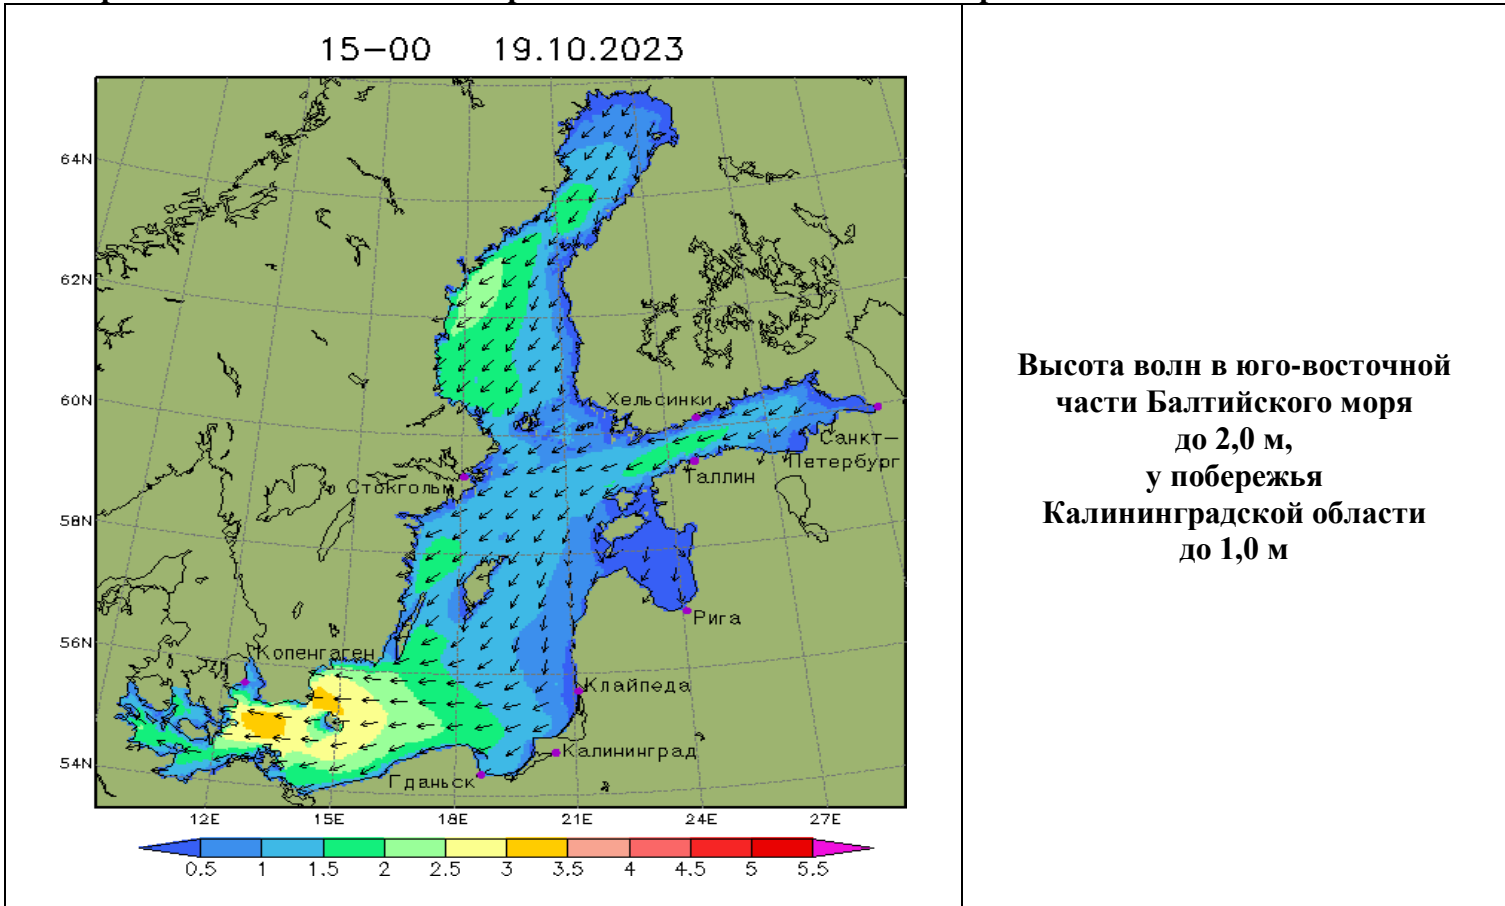 15-00 19.10.2023
64N
62N
60N
58N
56N
54N
12E 15E 18E 21E 24E 27E
Хельсинки
Санкт-
Петербург
Таллин
Стокгольм
Рига
Копенгаген
Клайпеда
Калининград
Гданьск
0.5 1 1.5 2 2.5 3 3.5 4 4.5 5 5.5
Высота волн в юго-восточной
части Балтийского моря
до 2,0 м,
у побережья
Калининградской области
до 1,0 м